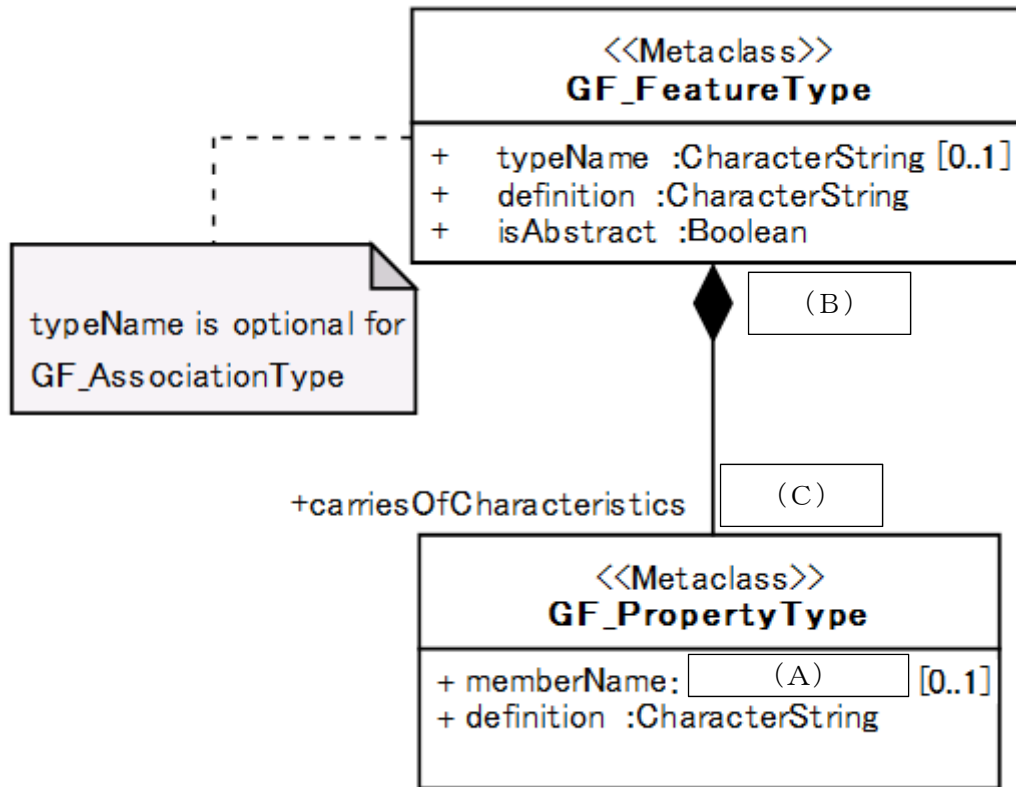 <<Metaclass>>
GF_FeatureType
+ typeName :CharacterString [0..1]
+ definition :CharacterString
+ isAbstract :Boolean
typeName is optional for
GF_AssociationType
(B)
+carriesOfCharacteristics
(C)
<<Metaclass>>
GF_PropertyType
+ memberName: (A) [0..1]
+ definition :CharacterString